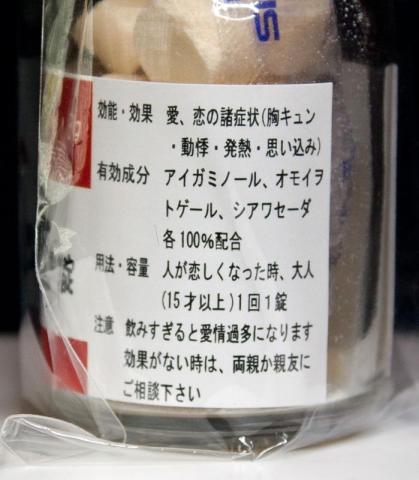 効能・効果 愛、恋の諸症状(胸キュン
・動悸・発熱・思い込み)
有効成分 アイガミノール、オモイヲ
トゲール、シアワセーダ
各100%配合
用法・容量 人が恋しくなった時、大人
(15才以上)1回1錠
注意 飲みすぎると愛情過多になります
効果がない時は、両親か親友に
ご相談下さい
錠